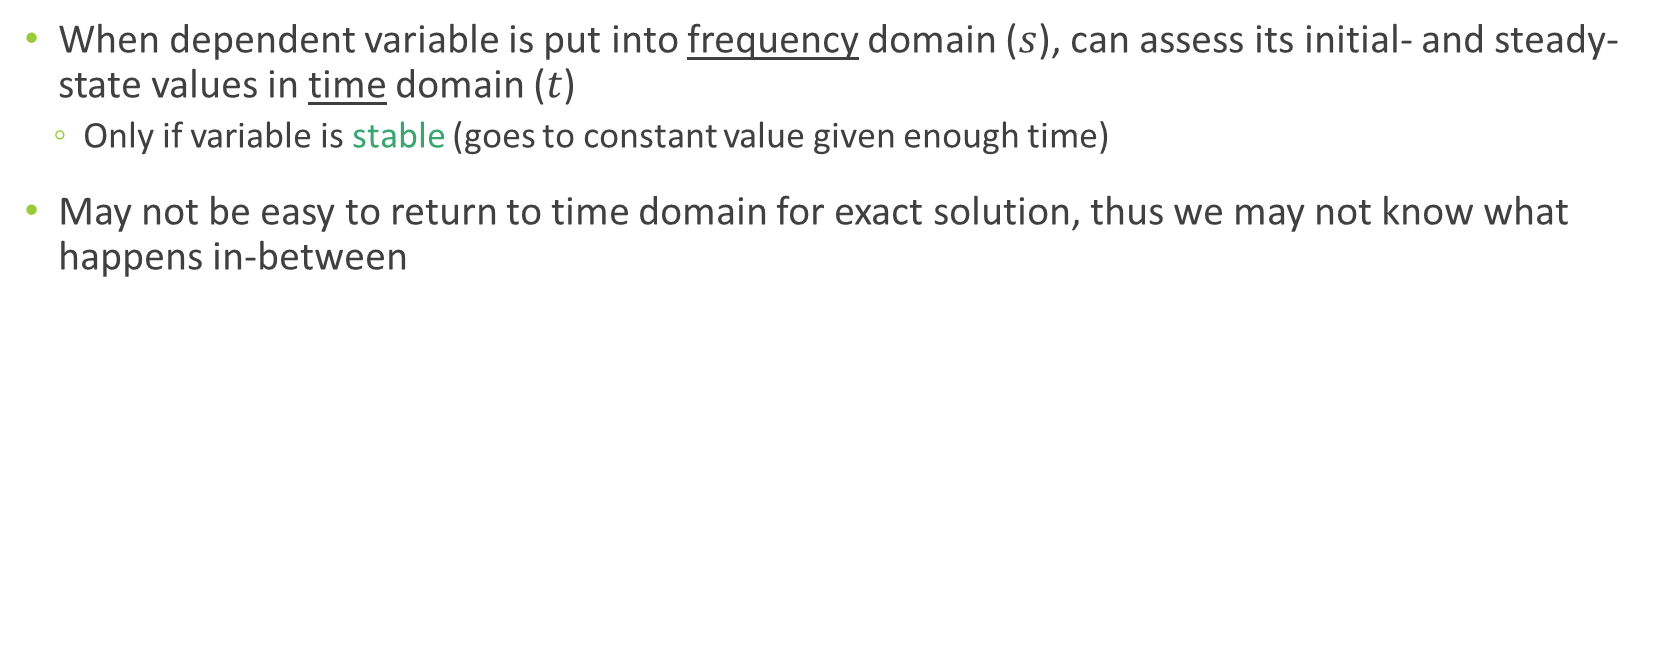 • When dependent variable is put into frequency domain (s), can assess its initial- and steady-
state values in time domain (t)
◦ Only if variable is stable (goes to constant value given enough time)
• May not be easy to return to time domain for exact solution, thus we may not know what
happens in-between